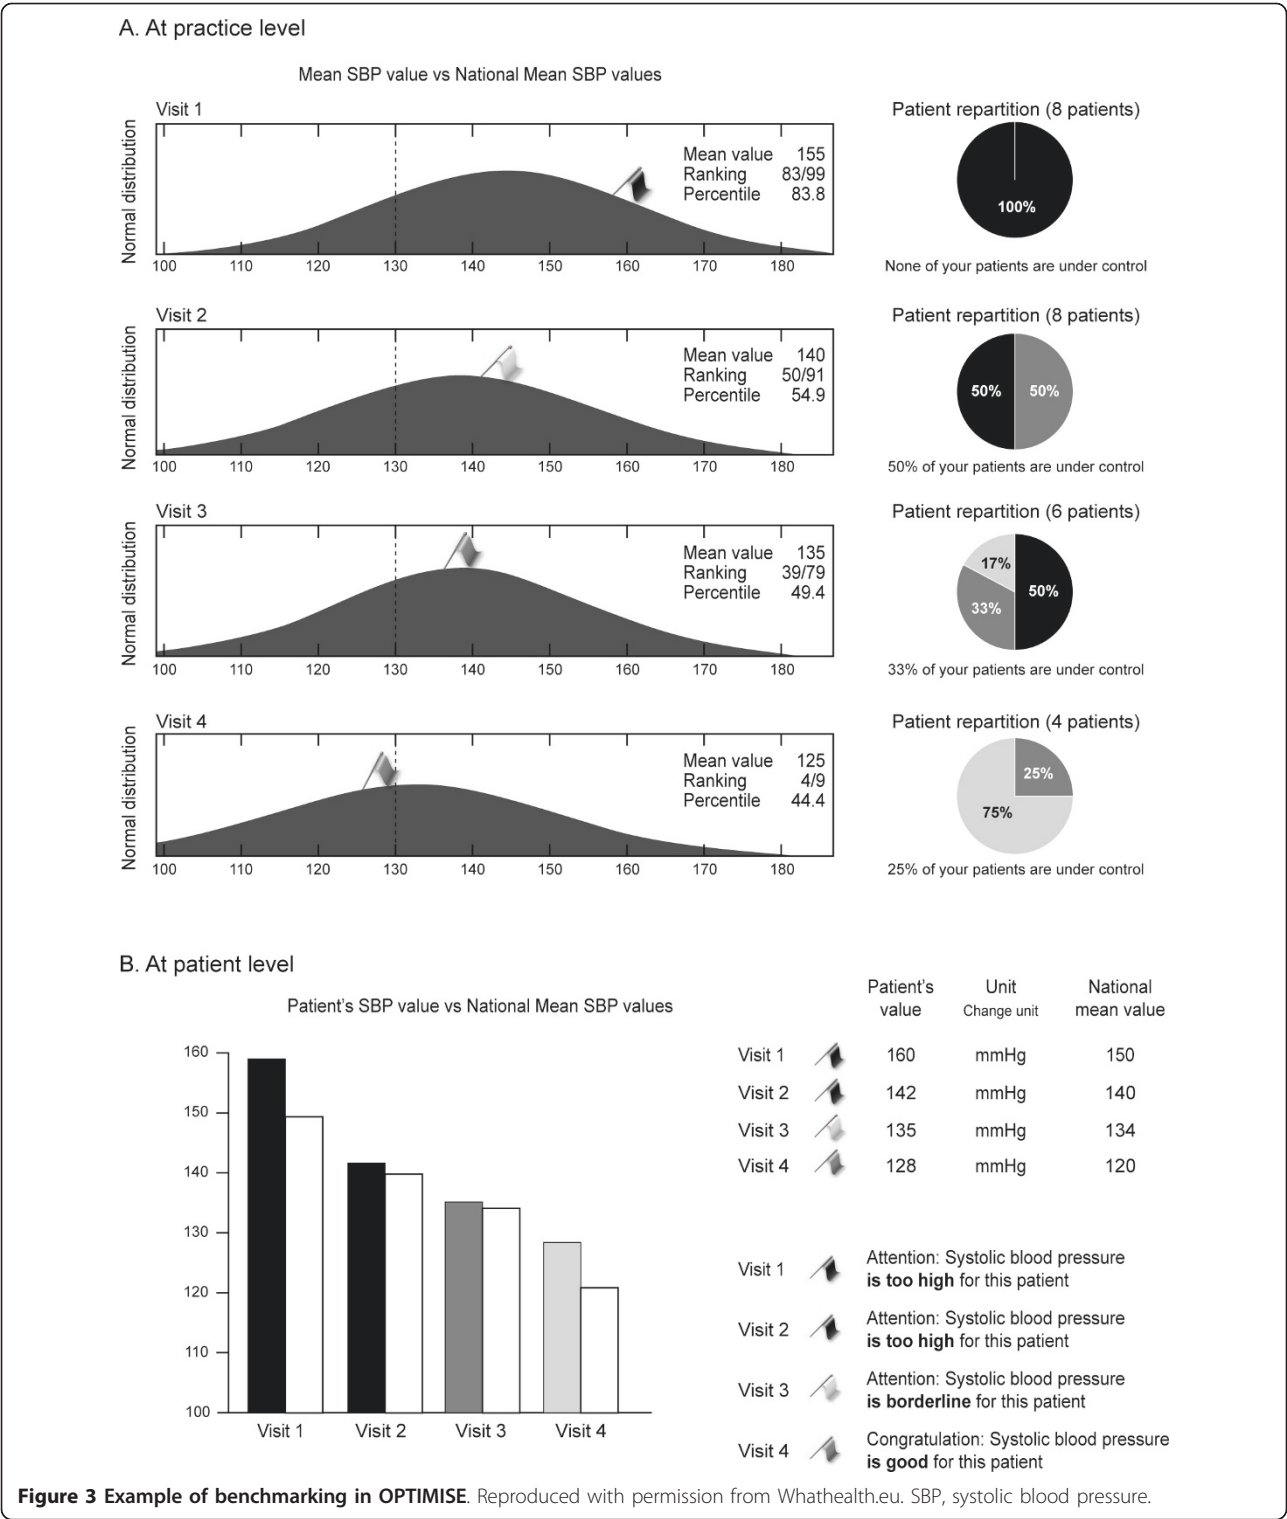 A. At practice level
Mean SBP value vs National Mean SBP values
Visit 1
Normal distribution
Mean value 155
Ranking 83/99
Percentile 83.8
100 110 120 130 140 150 160 170 180
Patient repartition (8 patients)
100%
None of your patients are under control
Visit 2
Normal distribution
Mean value 140
Ranking 50/91
Percentile 54.9
100 110 120 130 140 150 160 170 180
Patient repartition (8 patients)
50% 50%
50% of your patients are under control
Visit 3
Normal distribution
Mean value 135
Ranking 39/79
Percentile 49.4
100 110 120 130 140 150 160 170 180
Patient repartition (6 patients)
17%
50%
33%
33% of your patients are under control
Visit 4
Normal distribution
Mean value 125
Ranking 4/9
Percentile 44.4
100 110 120 130 140 150 160 170 180
Patient repartition (4 patients)
25%
75%
25% of your patients are under control
B. At patient level
Patient's SBP value vs National Mean SBP values
160
150
140
130
120
110
100
Visit 1 Visit 2 Visit 3 Visit 4
Patient's Unit National
value Change unit mean value
Visit 1 160 mmHg 150
Visit 2 142 mmHg 140
Visit 3 135 mmHg 134
Visit 4 128 mmHg 120
Visit 1 Attention: Systolic blood pressure
is too high for this patient
Visit 2 Attention: Systolic blood pressure
is too high for this patient
Visit 3 Attention: Systolic blood pressure
is borderline for this patient
Visit 4 Congratulation: Systolic blood pressure
is good for this patient
Figure 3 Example of benchmarking in OPTIMISE. Reproduced with permission from Whathealth.eu. SBP, systolic blood pressure.